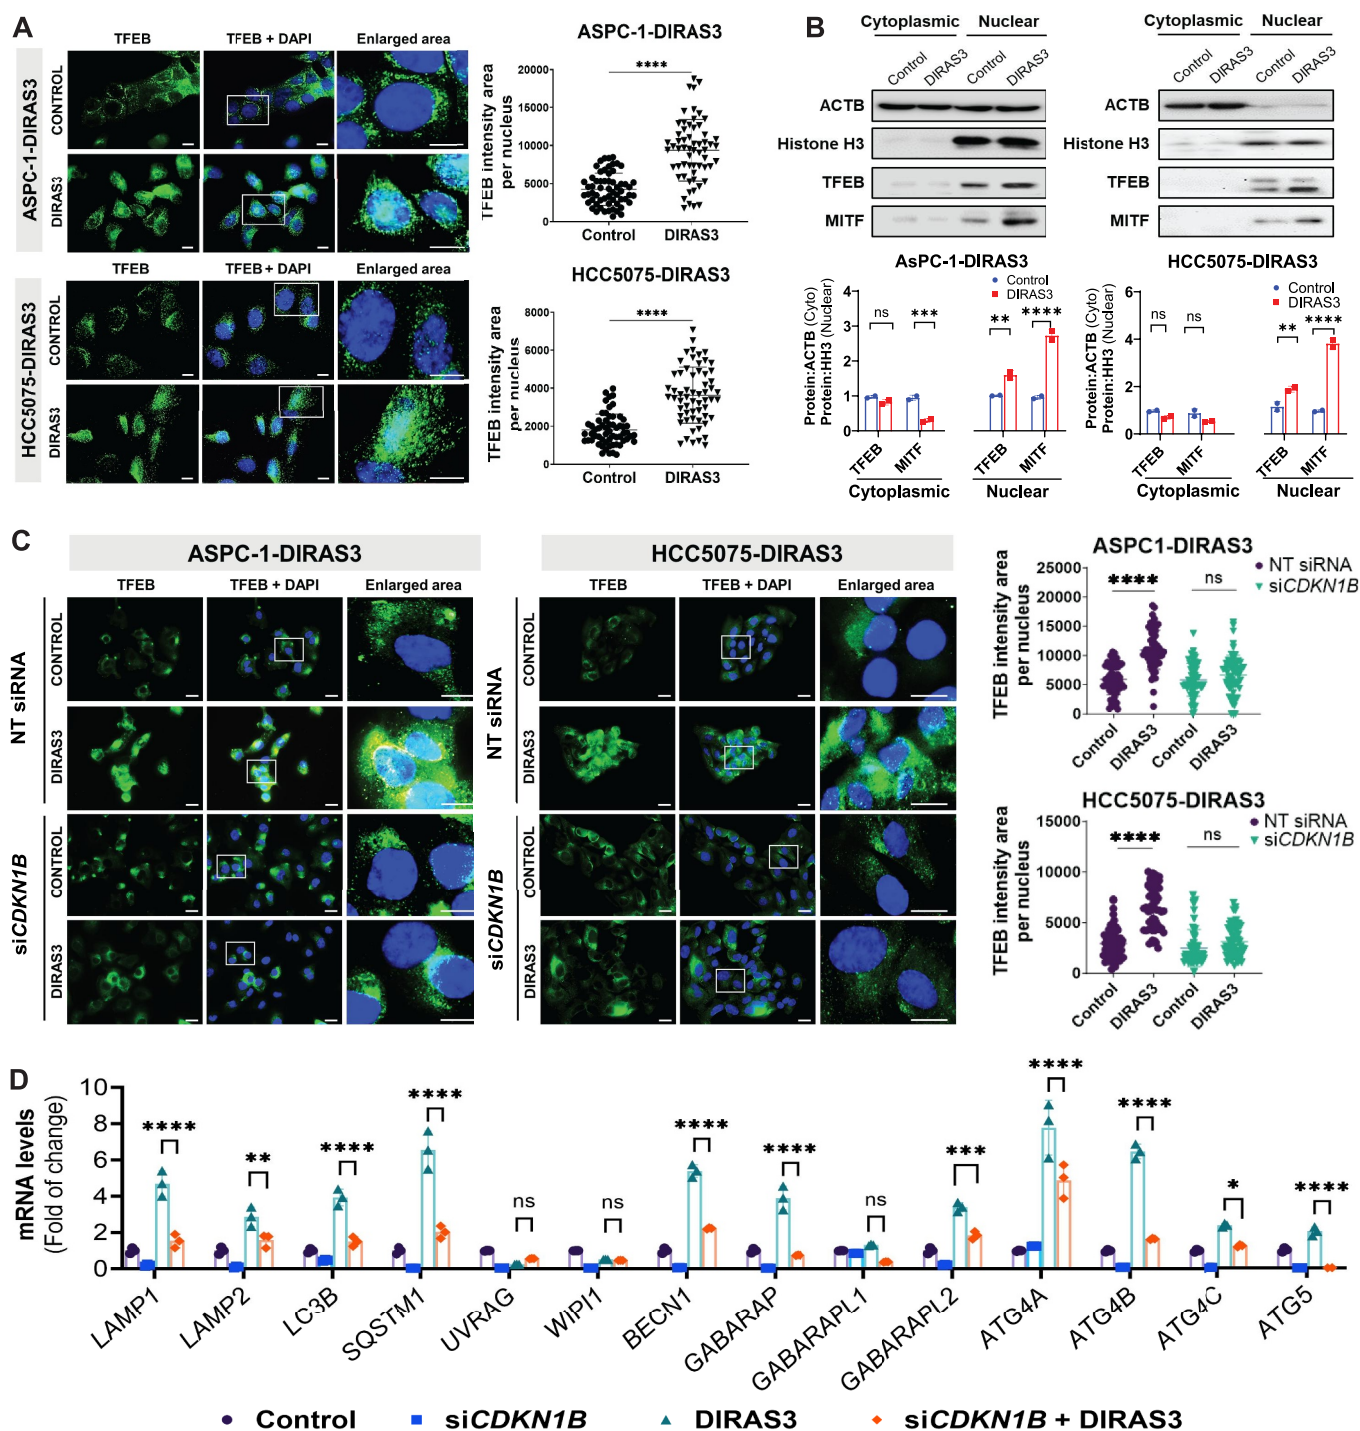 A
TFEB
TFEB + DAPI
Enlarged area
ASPC-1-DIRAS3
CONTROL
DIRAS3
ASPC-1-DIRAS3
TFEB intensity area
per nucleus
20000
15000
10000
5000
0
****
Control
DIRAS3
TFEB
TFEB + DAPI
Enlarged area
HCC5075-DIRAS3
CONTROL
DIRAS3
HCC5075-DIRAS3
TFEB intensity area
per nucleus
8000
6000
4000
2000
0
****
Control
DIRAS3
B
Cytoplasmic
Nuclear
Control
DIRAS3
Control
DIRAS3
ACTB
Histone H3
TFEB
MITF
Cytoplasmic
Nuclear
Control
DIRAS3
Control
DIRAS3
ACTB
Histone H3
TFEB
MITF
AsPC-1-DIRAS3
Protein:ACTB (Cyto)
Protein:HH3 (Nuclear)
4
3
2
1
0
Control
DIRAS3
ns
***
**
****
TFEB
MITF
TFEB
MITF
Cytoplasmic
Nuclear
HCC5075-DIRAS3
Protein:ACTB (Cyto)
Protein:HH3 (Nuclear)
6
4
2
0
Control
DIRAS3
ns
ns
**
****
TFEB
MITF
TFEB
MITF
Cytoplasmic
Nuclear
C
ASPC-1-DIRAS3
TFEB
TFEB + DAPI
Enlarged area
NT siRNA
CONTROL
DIRAS3
siCDKN1B
CONTROL
DIRAS3
HCC5075-DIRAS3
TFEB
TFEB + DAPI
Enlarged area
NT siRNA
CONTROL
DIRAS3
siCDKN1B
CONTROL
DIRAS3
ASPC1-DIRAS3
NT siRNA
siCDKN1B
TFEB intensity area
per nucleus
25000
20000
15000
10000
5000
0
****
ns
Control
DIRAS3
Control
DIRAS3
HCC5075-DIRAS3
NT siRNA
siCDKN1B
TFEB intensity area
per nucleus
15000
10000
5000
0
****
ns
Control
DIRAS3
Control
DIRAS3
D
mRNA levels
(Fold of change)
10
8
6
4
2
0
****
**
****
****
ns
ns
****
****
ns
***
****
****
*
****
LAMP1
LAMP2
LC3B
SQSTM1
UVRAG
WIPI1
BECN1
GABARAP
GABARAPL1
GABARAPL2
ATG4A
ATG4B
ATG4C
ATG5
Control
siCDKN1B
DIRAS3
siCDKN1B + DIRAS3